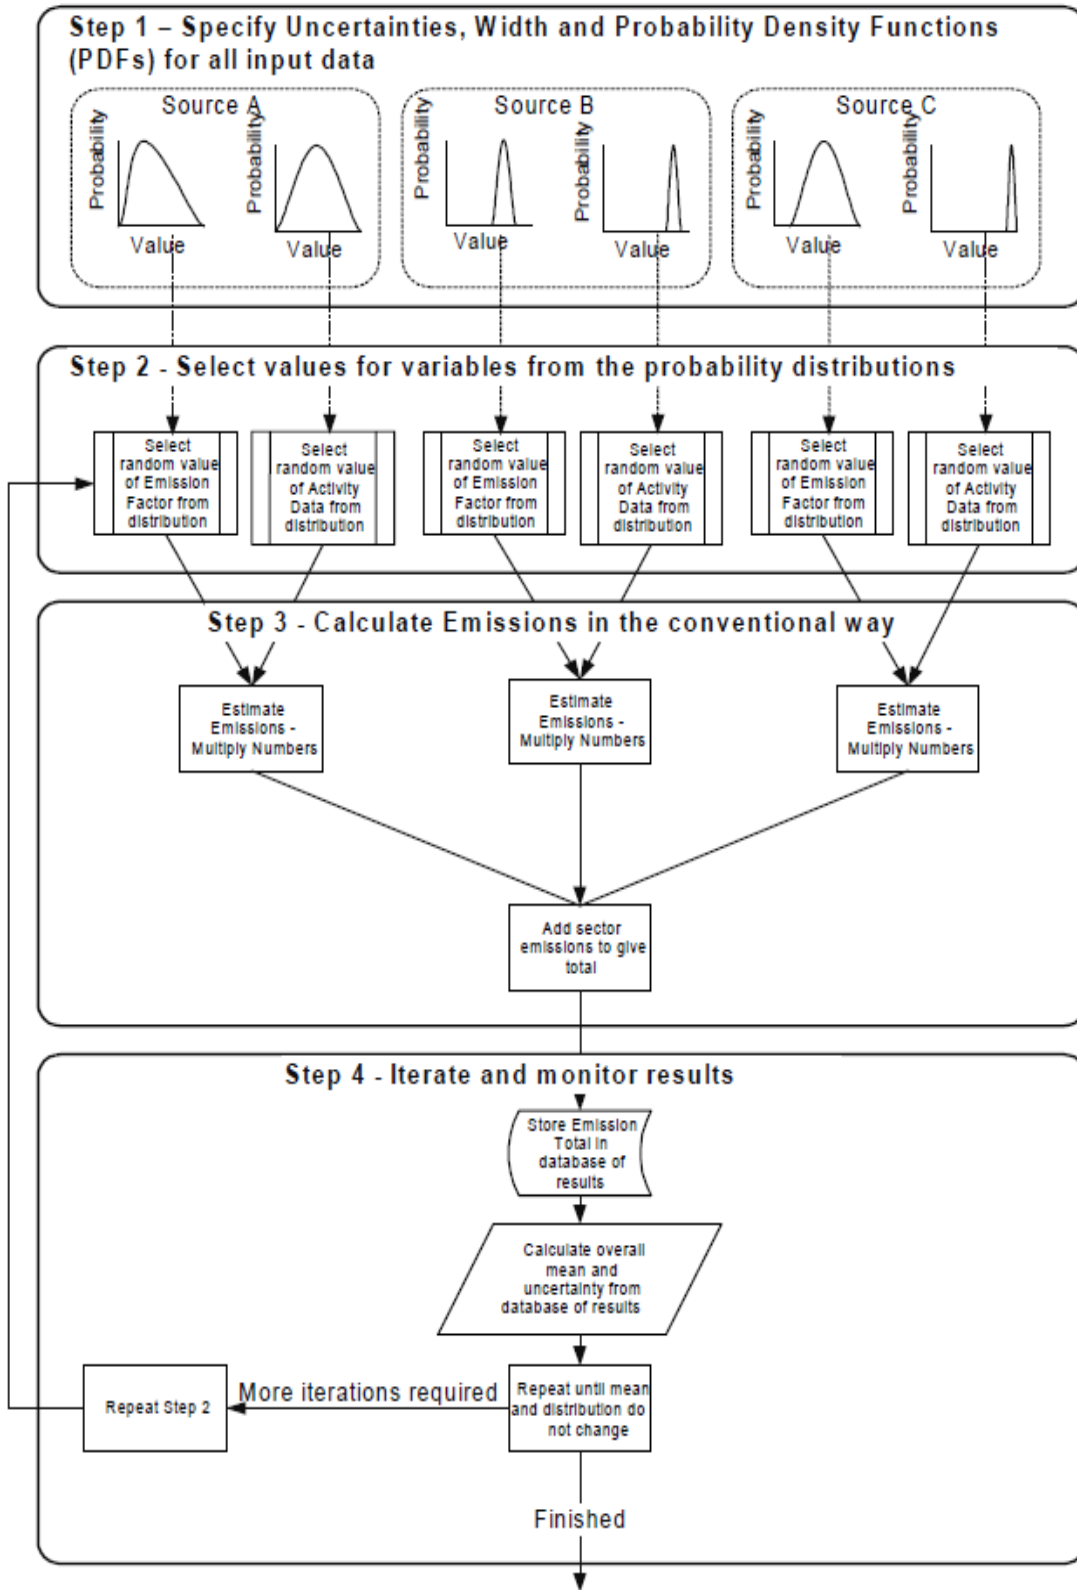 Step 1 – Specify Uncertainties, Width and Probability Density Functions
(PDFs) for all input data
Source A
Source B
Source C
Probability
Probability
Probability
Probability
Probability
Probability
Value
Value
Value
Value
Value
Value
Step 2 - Select values for variables from the probability distributions
Select
random value
of Emission
Factor from
distribution
Select
random value
of Activity
Data from
distribution
Select
random value
of Emission
Factor from
distribution
Select
random value
of Activity
Data from
distribution
Select
random value
of Emission
Factor from
distribution
Select
random value
of Activity
Data from
distribution
Step 3 - Calculate Emissions in the conventional way
Estimate
Emissions -
Multiply Numbers
Estimate
Emissions -
Multiply Numbers
Estimate
Emissions -
Multiply Numbers
Add sector
emissions to give
total
Step 4 - Iterate and monitor results
Store Emission
Total in
database of
results
Calculate overall
mean and
uncertainty from
database of results
Repeat Step 2
More iterations required
Repeat until mean
and distribution do
not change
Finished